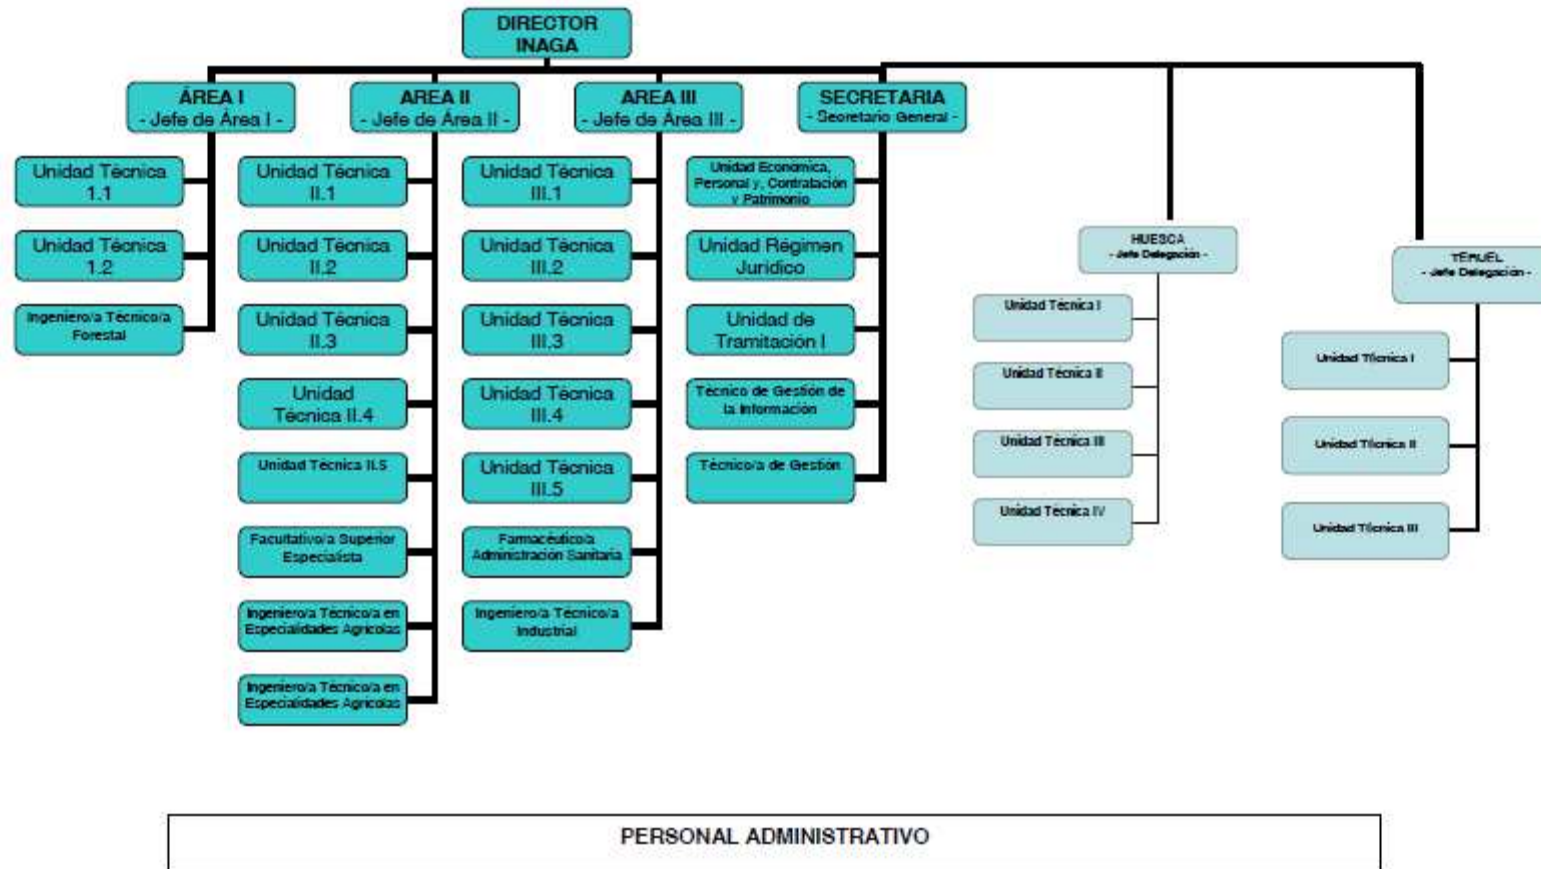 DIRECTOR
INAGA
ÁREA I
- Jefe de Área I -
AREA II
- Jefe de Área II -
AREA III
- Jefe de Área III -
SECRETARIA
- Secretario General -
Unidad Técnica
1.1
Unidad Técnica
1.2
Ingeniero/a Técnico/a
Forestal
Unidad Técnica
II.1
Unidad Técnica
II.2
Unidad Técnica
II.3
Unidad
Técnica II.4
Unidad Técnica II.5
Facultativo/a Superior
Especialista
Ingeniero/a Técnico/a en
Especialidades Agrícolas
Ingeniero/a Técnico/a en
Especialidades Agrícolas
Unidad Técnica
III.1
Unidad Técnica
III.2
Unidad Técnica
III.3
Unidad Técnica
III.4
Unidad Técnica
III.5
Farmacéutico/a
Administración Sanitaria
Ingeniero/a Técnico/a
Industrial
Unidad Económica,
Personal y, Contratación
y Patrimonio
Unidad Régimen
Jurídico
Unidad de
Tramitación I
Técnico de Gestión de
la Información
Técnico/a de Gestión
HUESCA
- Jefe Delegación -
Unidad Técnica I
Unidad Técnica II
Unidad Técnica III
Unidad Técnica IV
TERUEL
- Jefe Delegación -
Unidad Técnica I
Unidad Técnica II
Unidad Técnica III
PERSONAL ADMINISTRATIVO